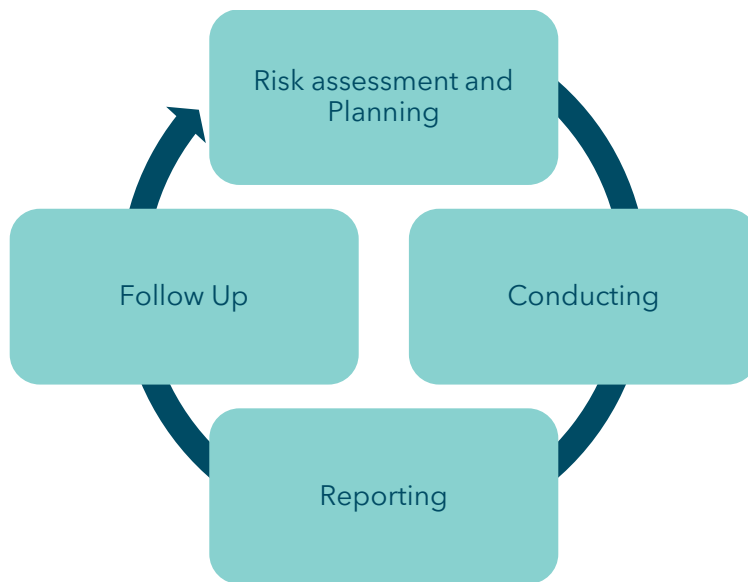 Risk assessment and
Planning
Conducting
Reporting
Follow Up